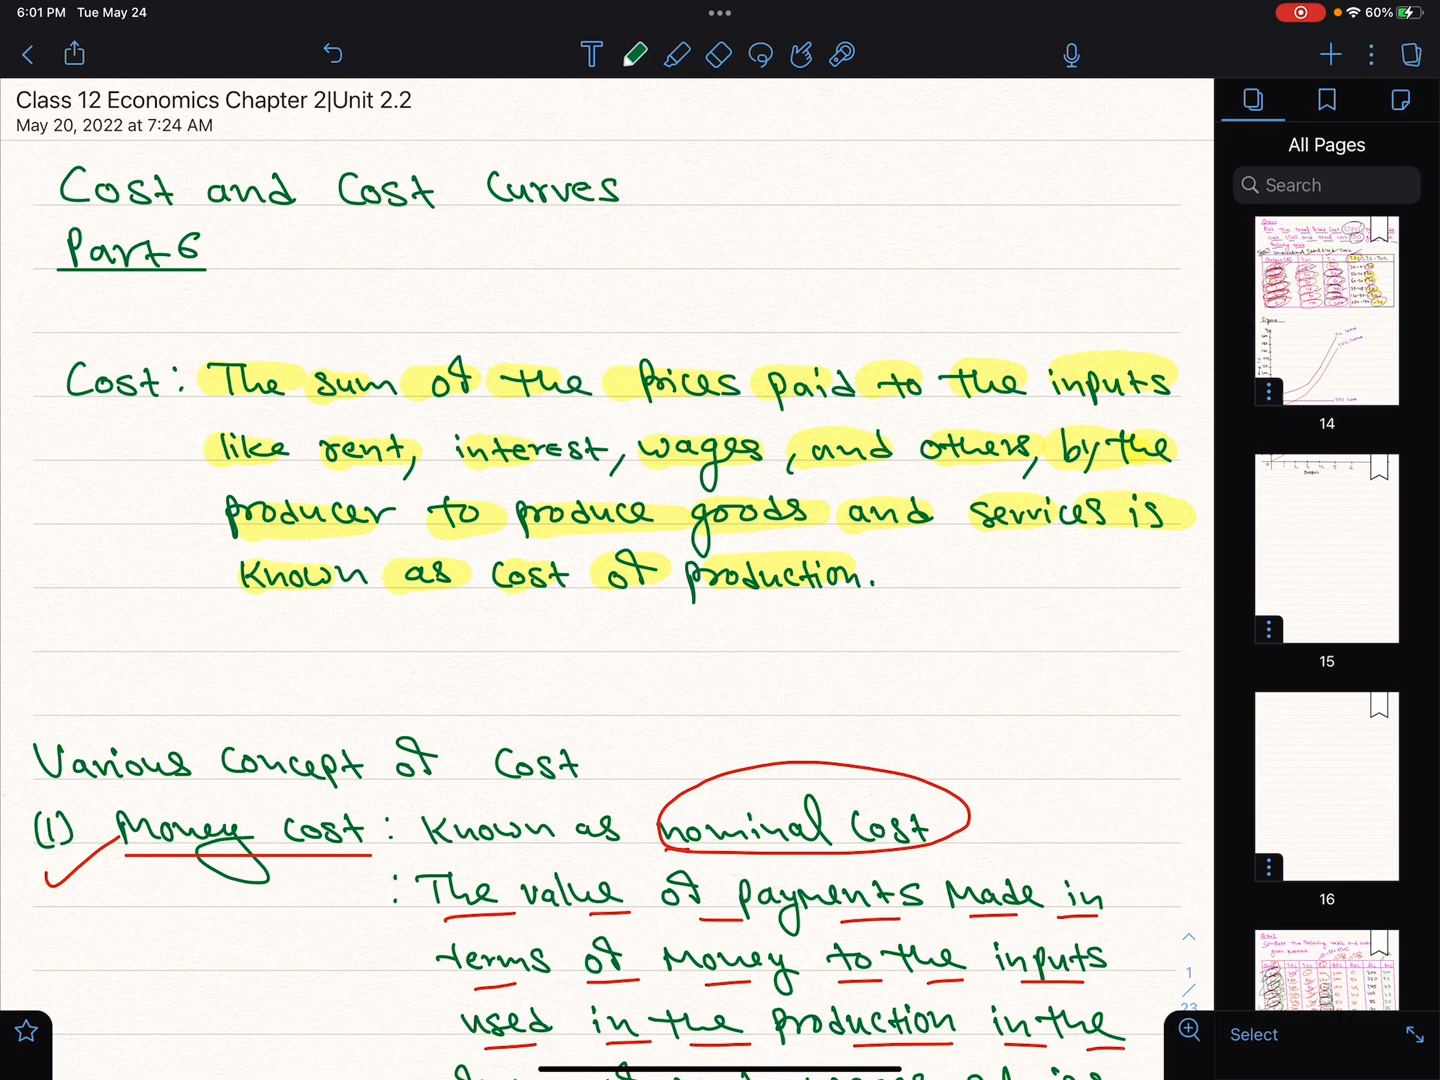 6:01 PM Tue May 24
60%
Class 12 Economics Chapter 2|Unit 2.2
May 20, 2022 at 7:24 AM
Cost and Cost Curves
Part 6
Cost: The sum of the prices paid to the inputs
like rent, interest, wages, and others, by the
producer to produce goods and services is
known as cost of production.
Various concept of Cost
(1) Money cost : Known as nominal cost
: The value of payments made in
terms of money to the inputs
used in the production in the
1
/
23
All Pages
Search
14
15
16
Select